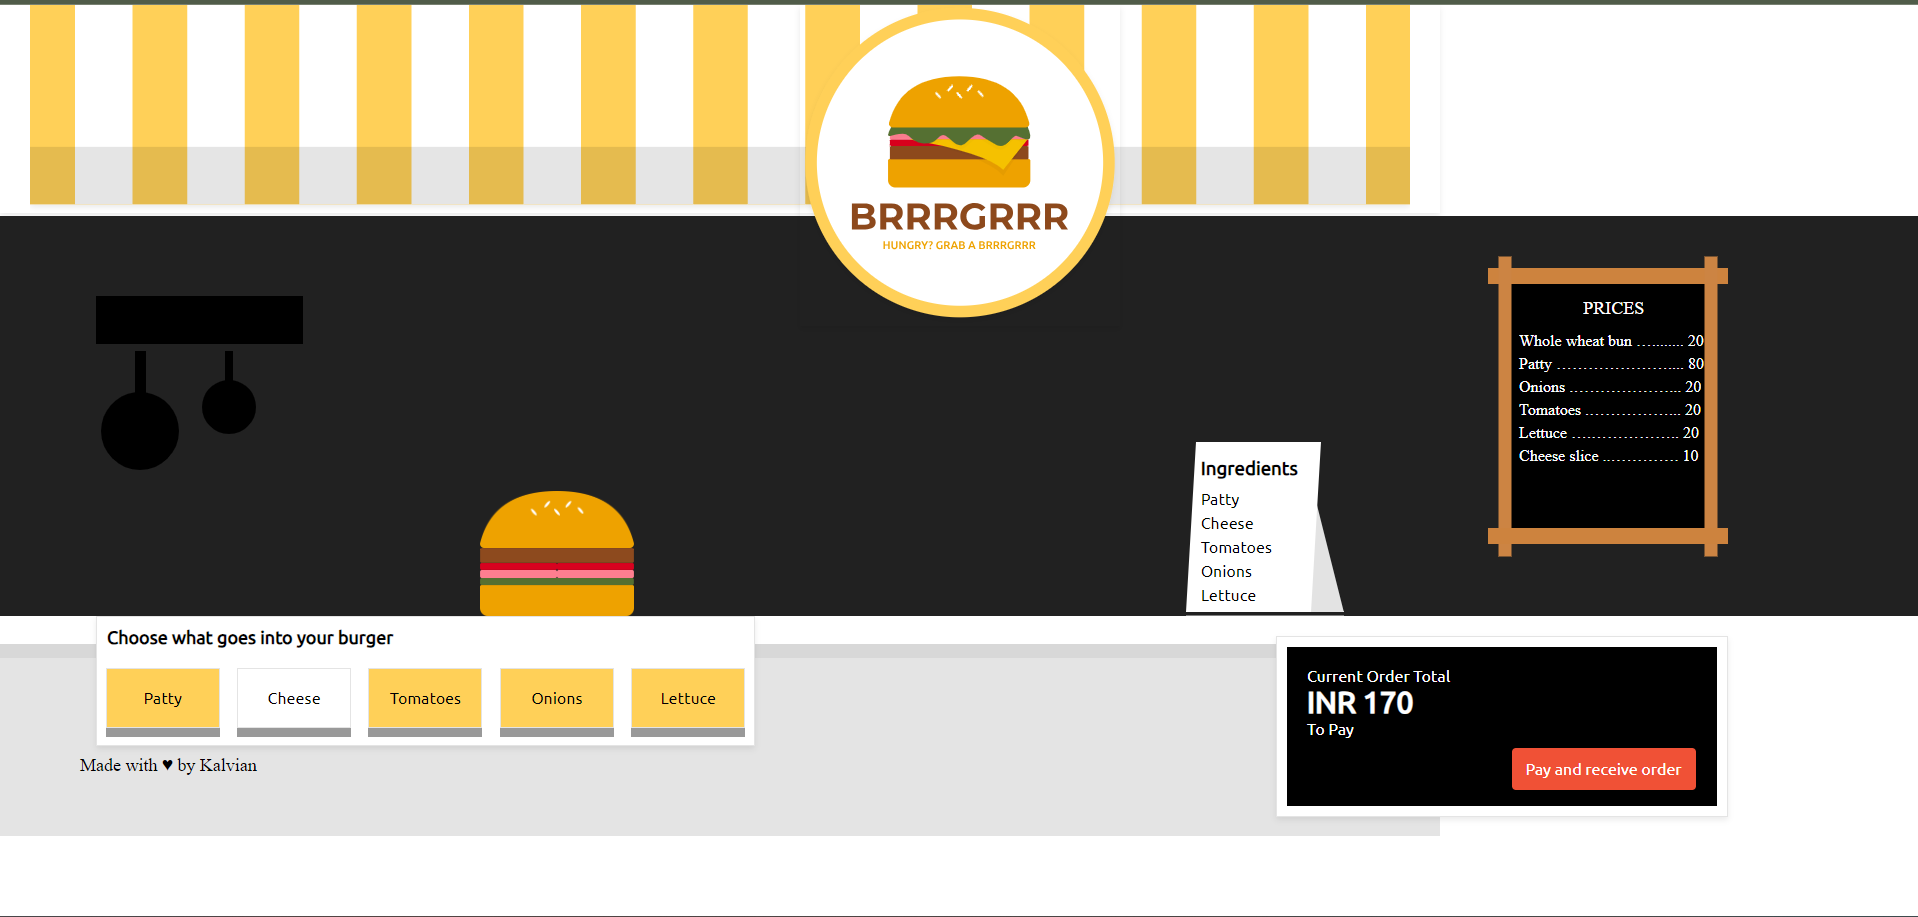 BRRRGRRR
HUNGRY? GRAB A BRRRGRRR
PRICES
Whole wheat bun …........ 20
Patty ………………….... 80
Onions ………………... 20
Tomatoes ……………... 20
Lettuce …………………. 20
Cheese slice …………… 10
Ingredients
Patty
Cheese
Tomatoes
Onions
Lettuce
Choose what goes into your burger
Patty
Cheese
Tomatoes
Onions
Lettuce
Made with ♥ by Kalvian
Current Order Total
INR 170
To Pay
Pay and receive order